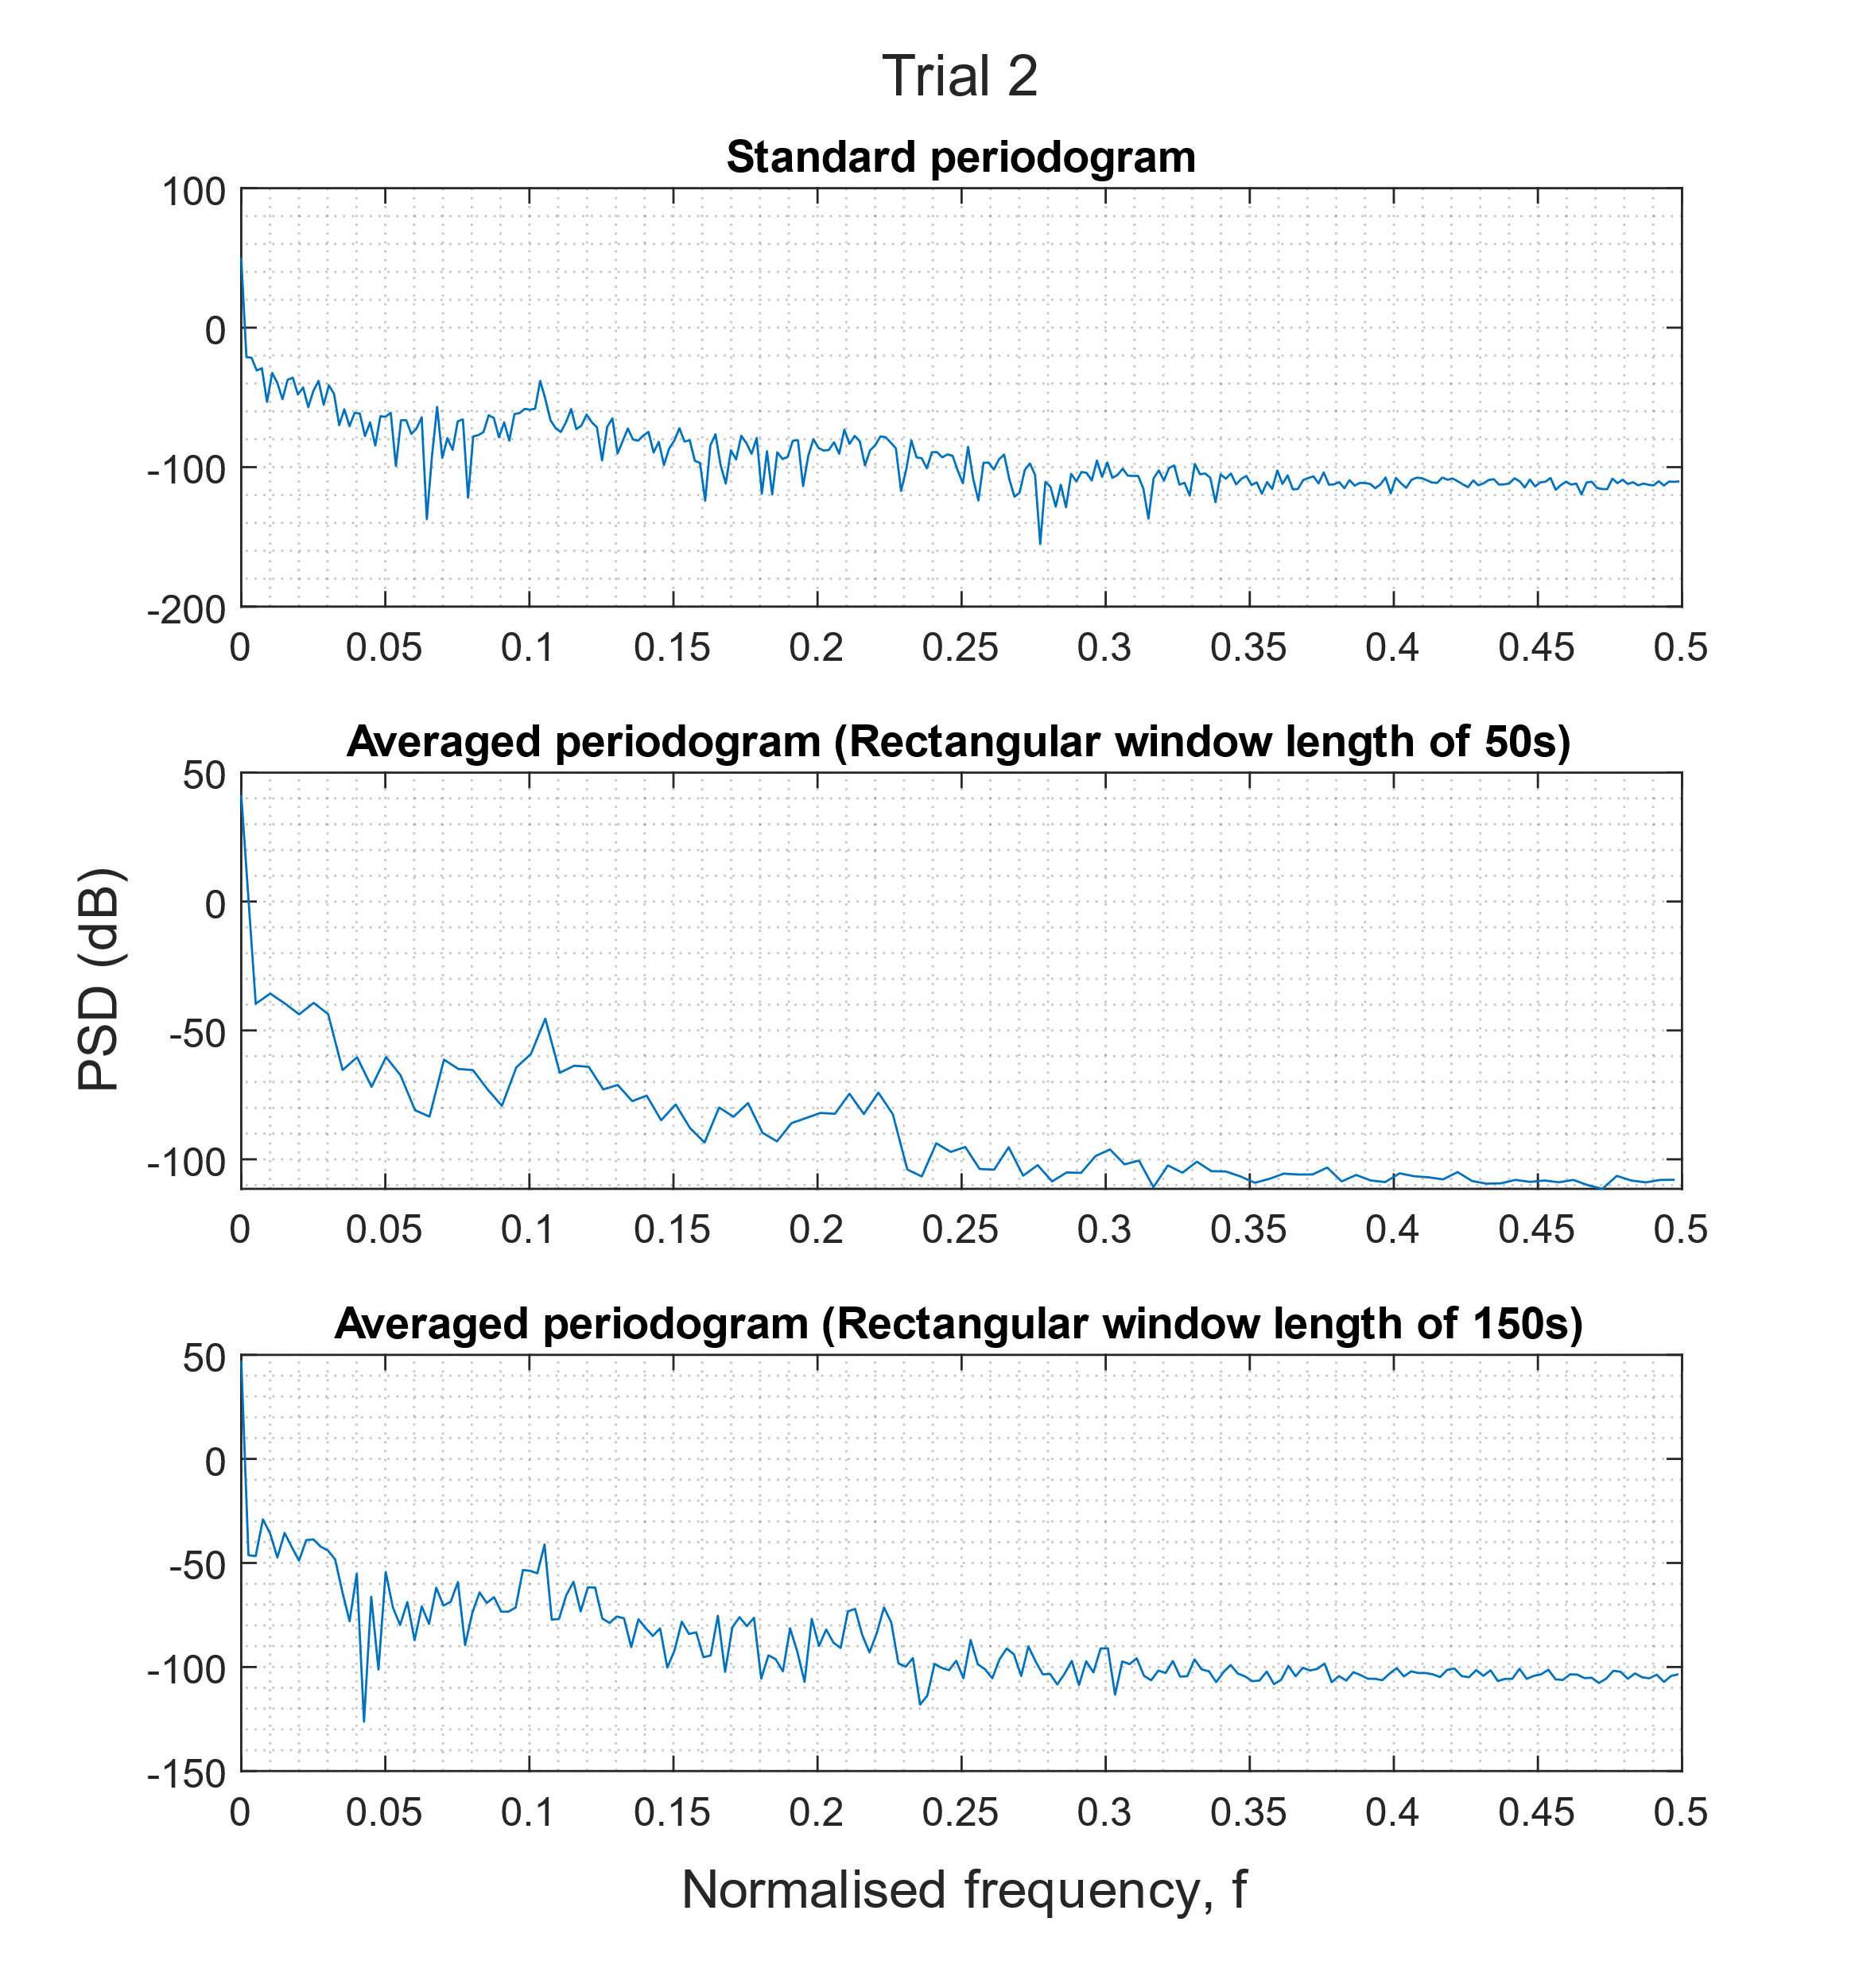 Trial 2
Standard periodogram
100
0
-100
-200
0 0.05 0.1 0.15 0.2 0.25 0.3 0.35 0.4 0.45 0.5
Averaged periodogram (Rectangular window length of 50s)
50
0
-50
-100
0 0.05 0.1 0.15 0.2 0.25 0.3 0.35 0.4 0.45 0.5
PSD (dB)
Averaged periodogram (Rectangular window length of 150s)
50
0
-50
-100
-150
0 0.05 0.1 0.15 0.2 0.25 0.3 0.35 0.4 0.45 0.5
Normalised frequency, f